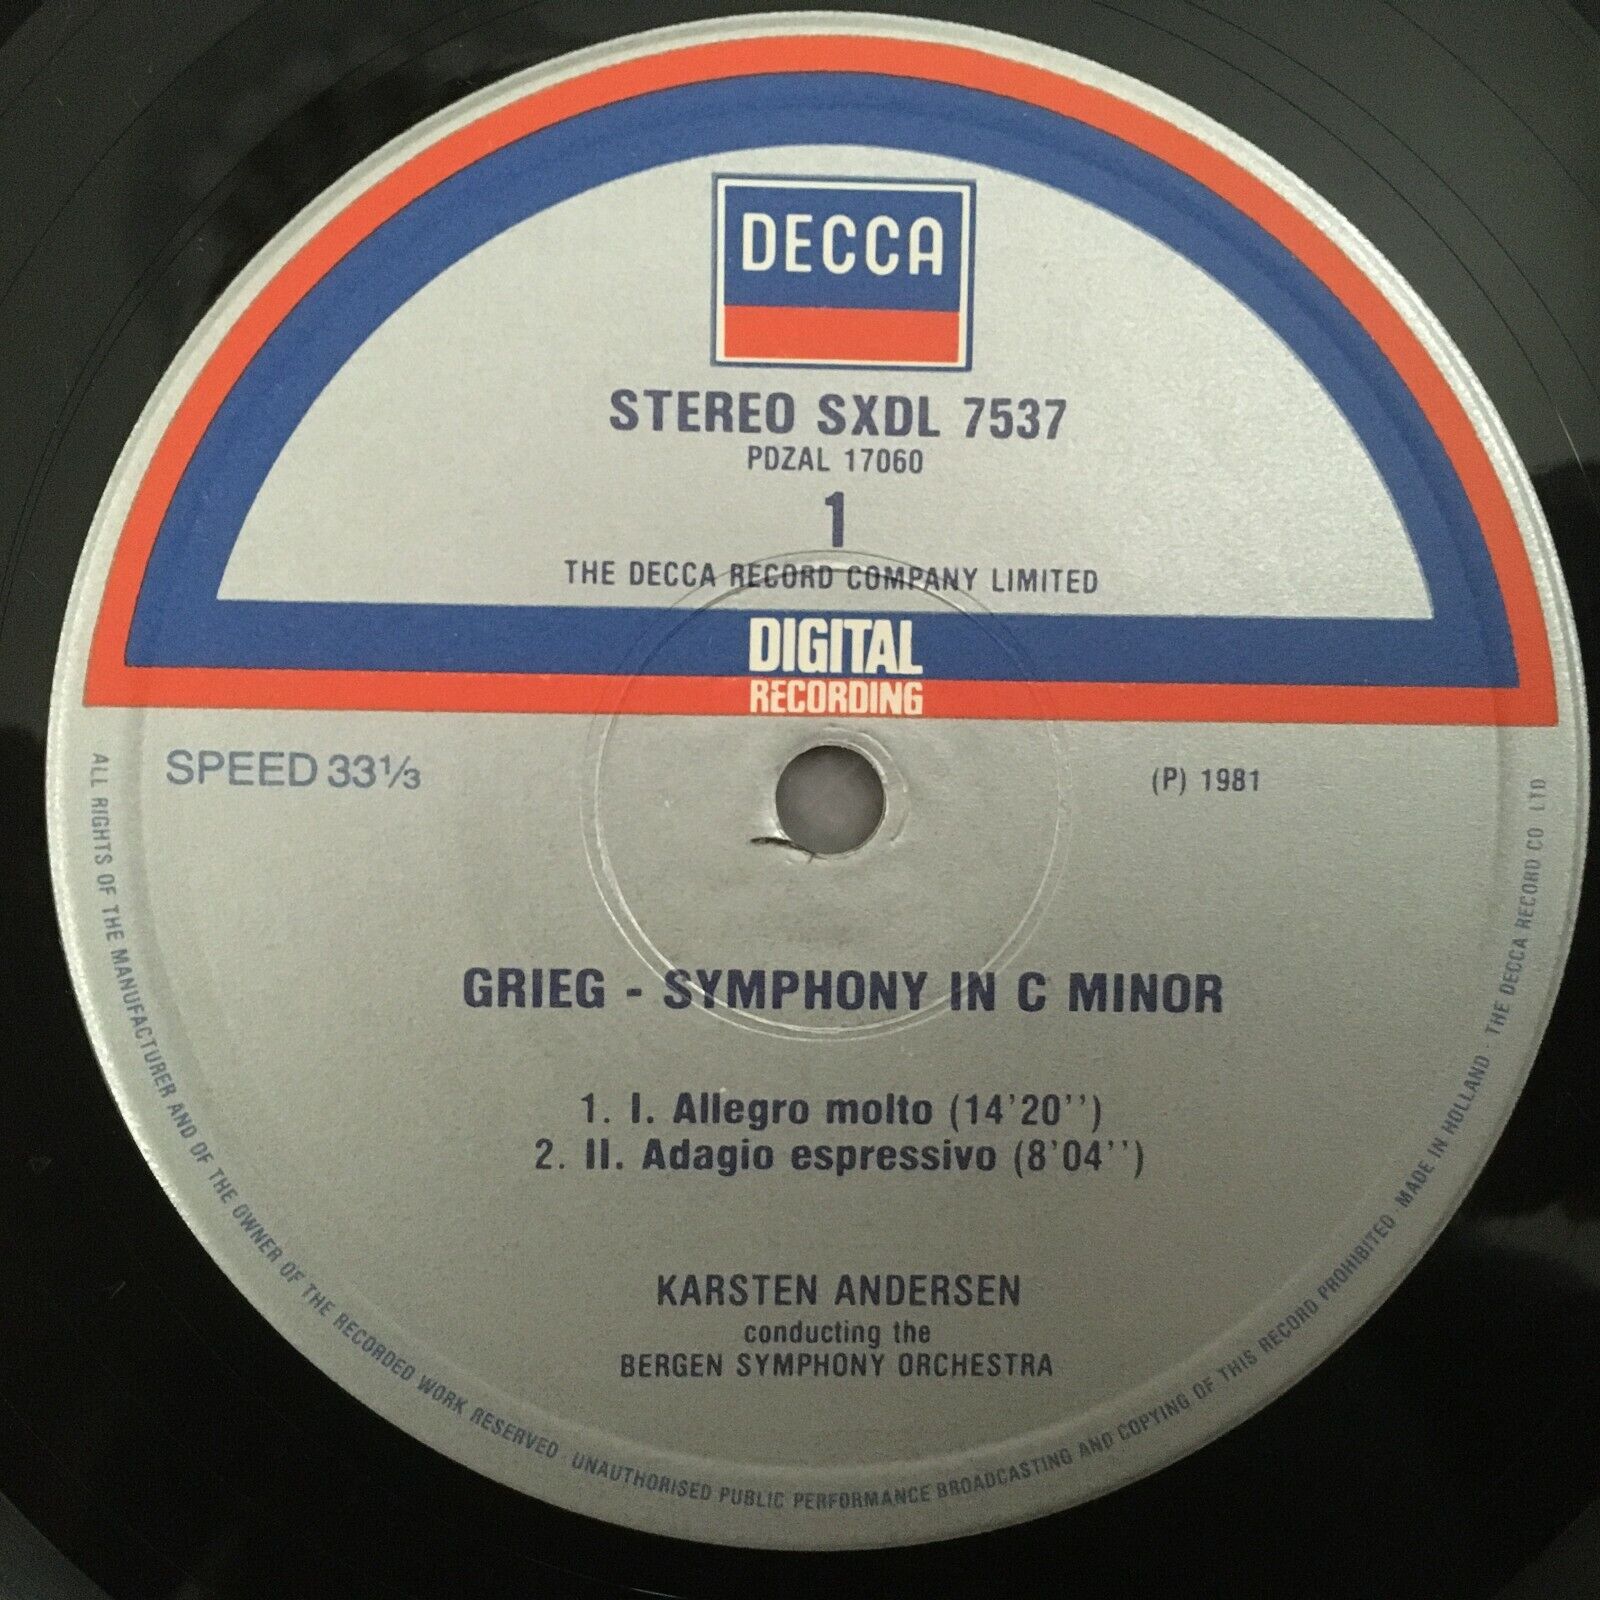 DECCA
STEREO SXDL 7537
PDZAL 17060
1
THE DECCA RECORD COMPANY LIMITED
DIGITAL
RECORDING
SPEED 33⅓
(P) 1981
GRIEG - SYMPHONY IN C MINOR
1. I. Allegro molto (14'20'')
2. II. Adagio espressivo (8'04'')
KARSTEN ANDERSEN
conducting the
BERGEN SYMPHONY ORCHESTRA
ALL RIGHTS OF THE MANUFACTURER AND OF THE OWNER OF THE RECORDED WORK RESERVED · UNAUTHORISED PUBLIC PERFORMANCE BROADCASTING AND COPYING OF THIS RECORD PROHIBITED · MADE IN HOLLAND · THE DECCA RECORD CO LTD